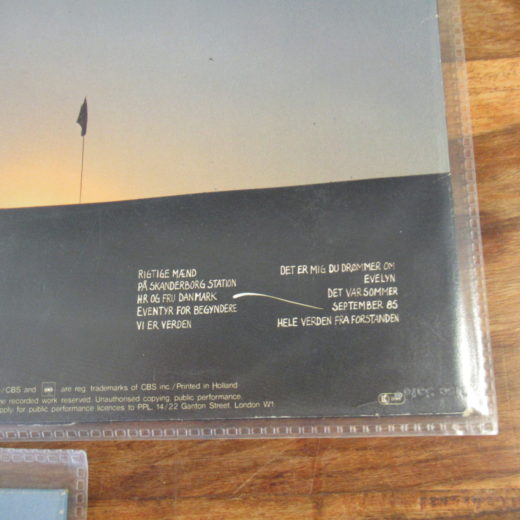 RIGTIGE MÆND
PÅ SKANDERBORG STATION
HR OG FRU DANMARK
EVENTYR FOR BEGYNDERE
VI ER VERDEN
DET ER MIG DU DRØMMER OM
EVELYN
DET VAR SOMMER
SEPTEMBER 85
HELE VERDEN FRA FORSTANDEN
/CBS and are reg. trademarks of CBS inc./Printed in Holland
recorded work reserved. Unauthorised copying, public performance,
for public performance licences to PPL, 14/22 Ganton Street, London W1